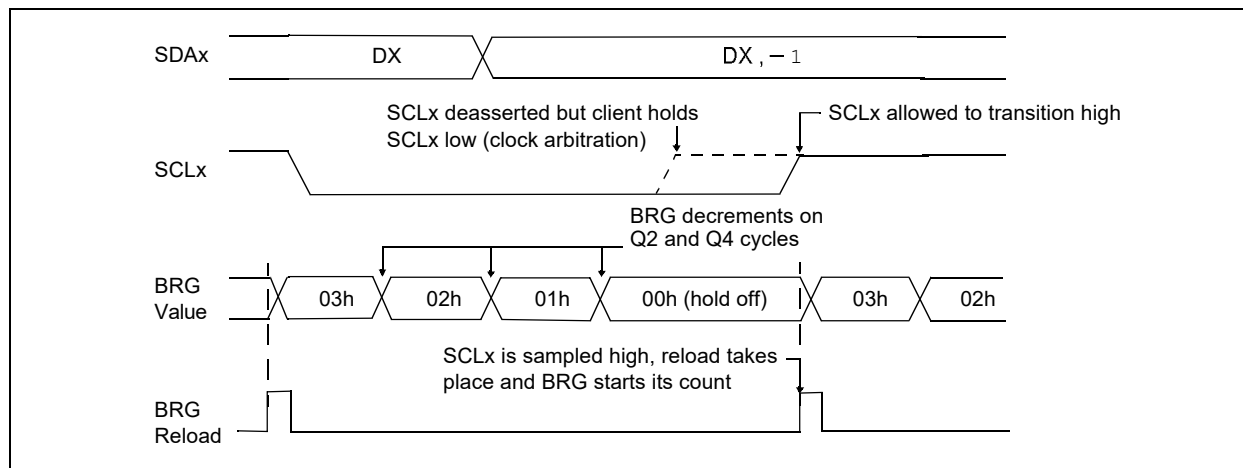 SDAx
DX
DX , – 1
SCLx deasserted but client holds
SCLx low (clock arbitration)
SCLx allowed to transition high
SCLx
BRG decrements on
Q2 and Q4 cycles
BRG
Value
03h
02h
01h
00h (hold off)
03h
02h
SCLx is sampled high, reload takes
place and BRG starts its count
BRG
Reload